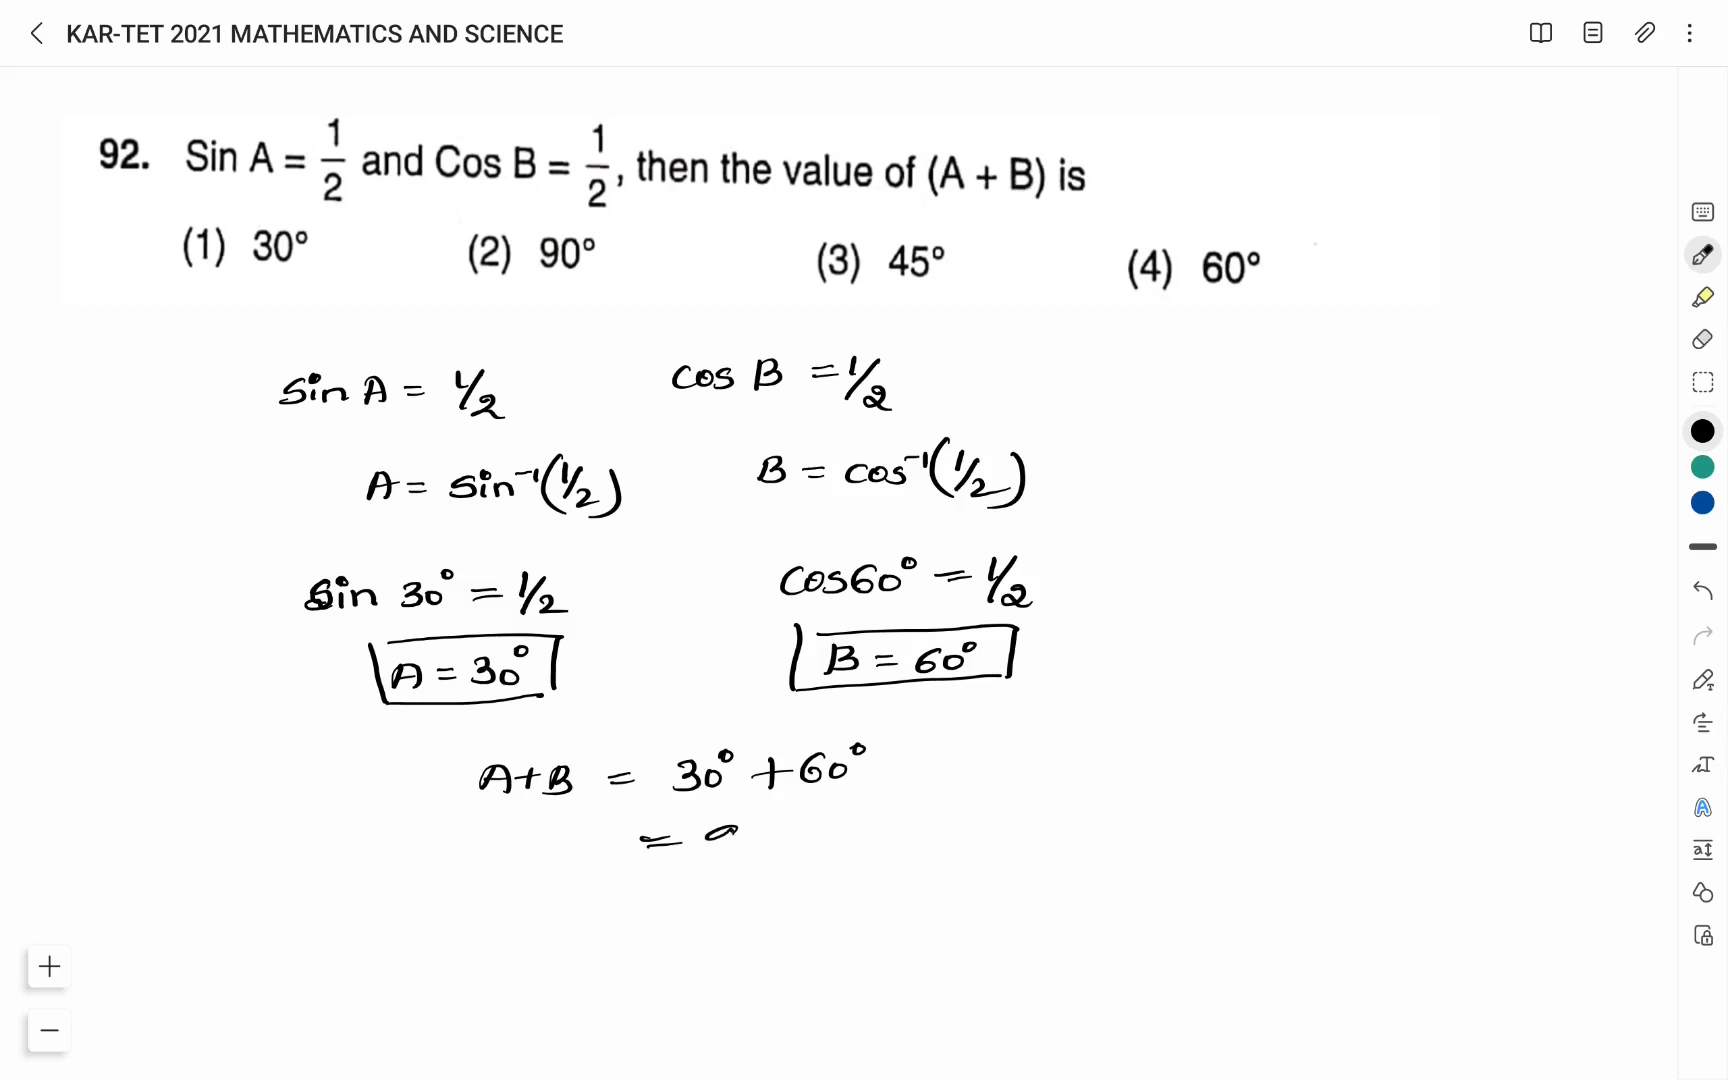 KAR-TET 2021 MATHEMATICS AND SCIENCE
92. Sin A = 1/2 and Cos B = 1/2, then the value of (A + B) is
(1) 30° (2) 90° (3) 45° (4) 60°
sin A = 1/2 cos B = 1/2
A = sin⁻¹(1/2) B = cos⁻¹(1/2)
sin 30° = 1/2 cos60° = 1/2
A = 30° B = 60°
A+B = 30° + 60°
=